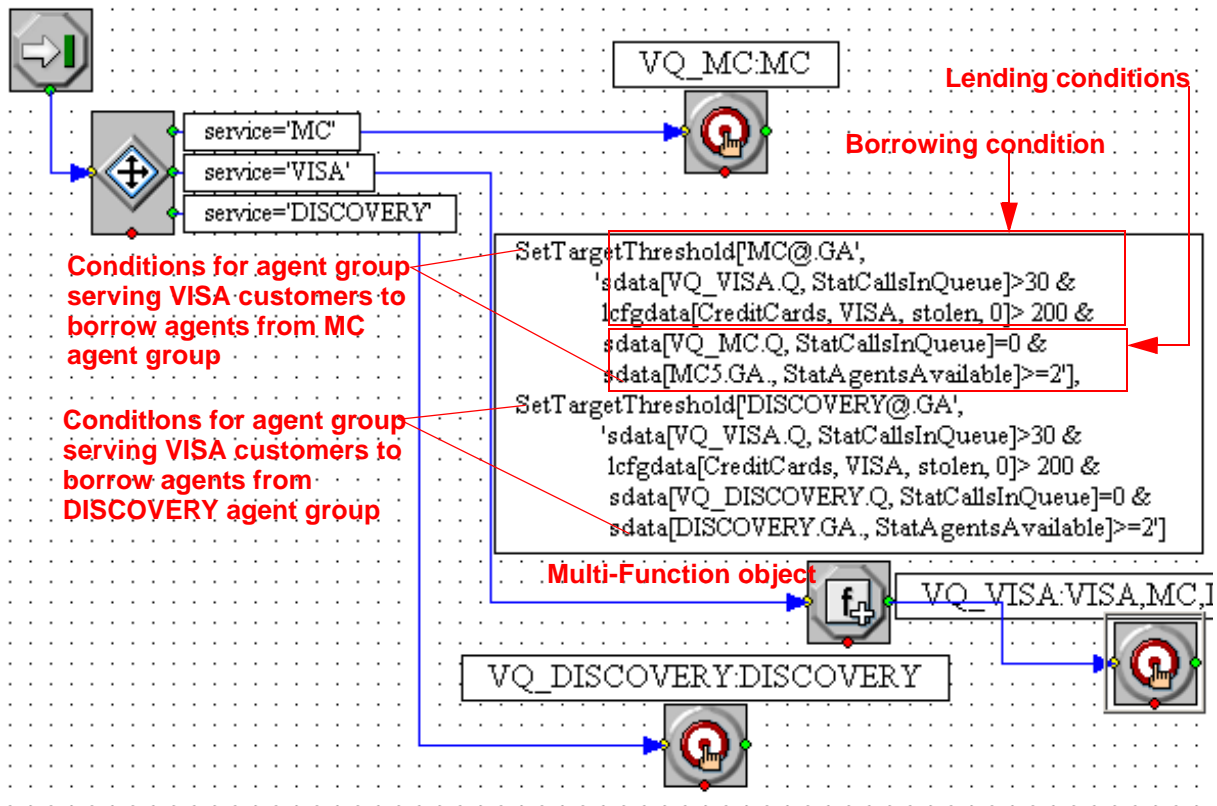 VQ_MC:MC
Lending conditions
Borrowing condition
service='MC'
service='VISA'
service='DISCOVERY'
SetTargetThreshold['MC@.GA',
'sdata[VQ_VISA.Q, StatCallsInQueue]>30 &
lcfgdata[CreditCards, VISA, stolen, 0]> 200 &
sdata[VQ_MC.Q, StatCallsInQueue]=0 &
sdata[MC5.GA., StatAgentsAvailable]>=2'],
SetTargetThreshold['DISCOVERY@.GA',
'sdata[VQ_VISA.Q, StatCallsInQueue]>30 &
lcfgdata[CreditCards, VISA, stolen, 0]> 200 &
sdata[VQ_DISCOVERY.Q, StatCallsInQueue]=0 &
sdata[DISCOVERY.GA., StatAgentsAvailable]>=2']
Conditions for agent group
serving VISA customers to
borrow agents from MC
agent group
Conditions for agent group
serving VISA customers to
borrow agents from
DISCOVERY agent group
Multi-Function object
f
VQ_VISA:VISA,MC,
VQ_DISCOVERY:DISCOVERY